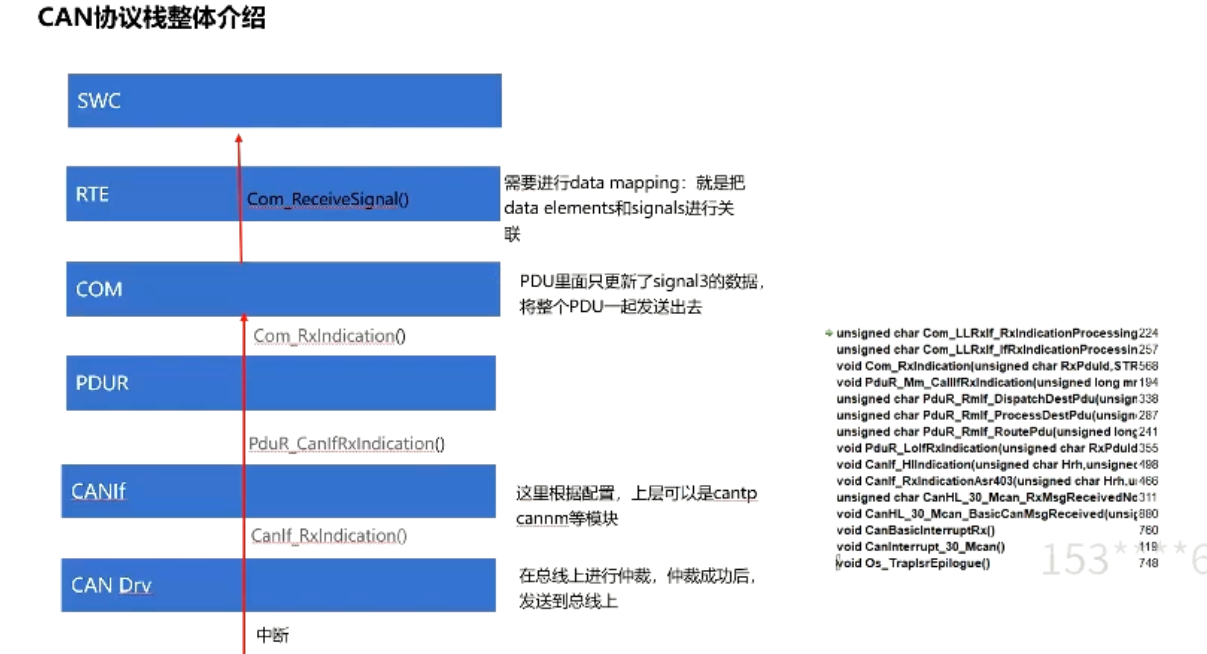 CAN协议栈整体介绍
SWC
RTE
Com_ReceiveSignal()
需要进行data mapping：就是把
data elements和signals进行关
联
COM
PDU里面只更新了signal3的数据，
将整个PDU一起发送出去
Com_RxIndication()
PDUR
PduR_CanIfRxIndication()
CANIf
这里根据配置，上层可以是cantp
cannm等模块
CanIf_RxIndication()
CAN Drv
在总线上进行仲裁，仲裁成功后，
发送到总线上
中断
unsigned char Com_LLRxIf_RxIndicationProcessing 224
unsigned char Com_LLRxIf_IfRxIndicationProcessin 257
void Com_RxIndication(unsigned char RxPduId,STR 568
void PduR_Mm_CallIfRxIndication(unsigned long mr 194
unsigned char PduR_RmIf_DispatchDestPdu(unsign 338
unsigned char PduR_RmIf_ProcessDestPdu(unsign 287
unsigned char PduR_RmIf_RoutePdu(unsigned long 241
void PduR_LoIfRxIndication(unsigned char RxPduId 355
void CanIf_HlIndication(unsigned char Hrh,unsigned 498
void CanIf_RxIndicationAsr403(unsigned char Hrh,u 466
unsigned char CanHL_30_Mcan_RxMsgReceivedNo 311
void CanHL_30_Mcan_BasicCanMsgReceived(unsig 880
void CanBasicInterruptRx() 760
void CanInterrupt_30_Mcan() 119
void Os_TrapIsrEpilogue() 748
153****6